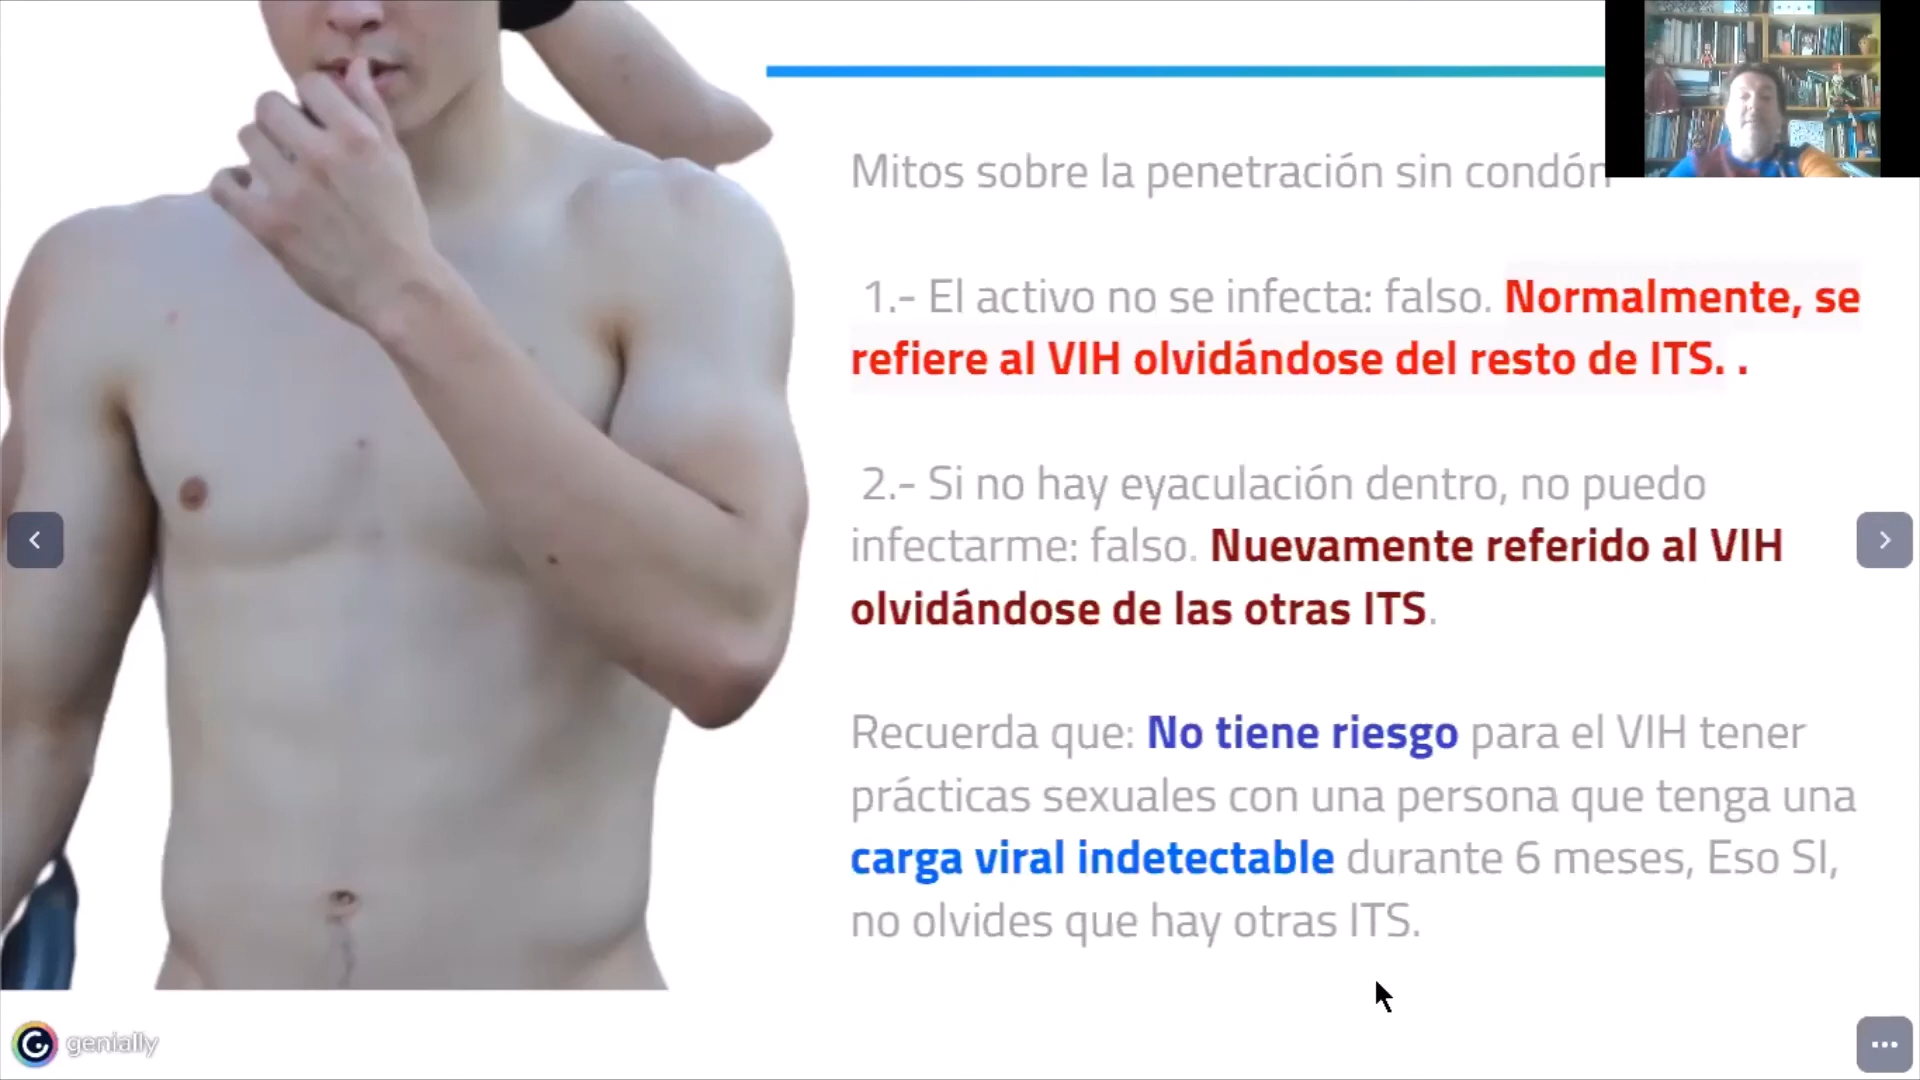 Mitos sobre la penetración sin condón
1.- El activo no se infecta: falso. Normalmente, se
refiere al VIH olvidándose del resto de ITS. .
2.- Si no hay eyaculación dentro, no puedo
infectarme: falso. Nuevamente referido al VIH
olvidándose de las otras ITS.
Recuerda que: No tiene riesgo para el VIH tener
prácticas sexuales con una persona que tenga una
carga viral indetectable durante 6 meses, Eso SI,
no olvides que hay otras ITS.
genially